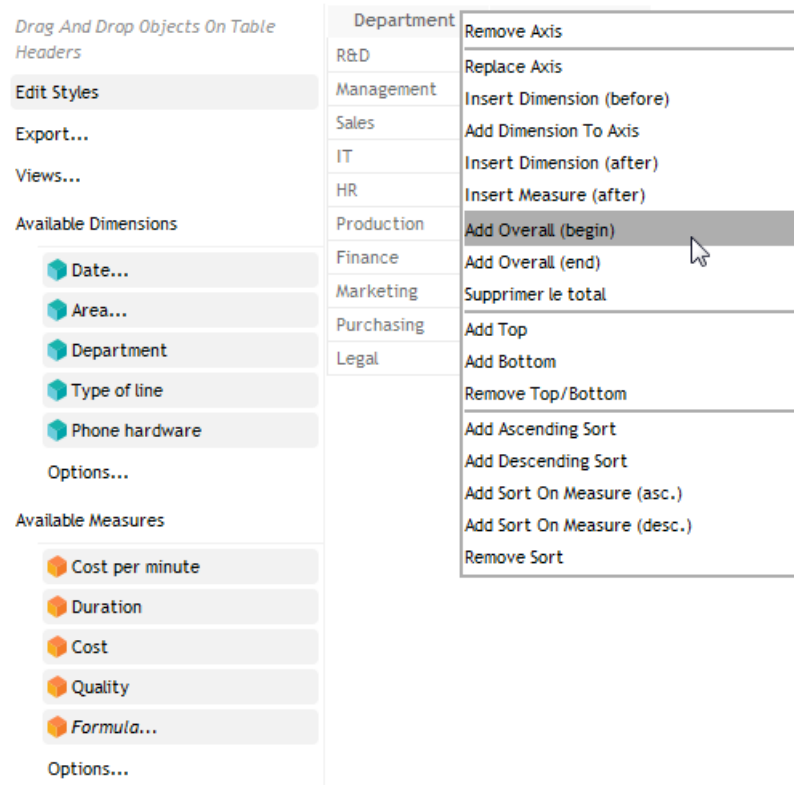 Drag And Drop Objects On Table
Headers
Edit Styles
Export...
Views...
Available Dimensions
Date...
Area...
Department
Type of line
Phone hardware
Options...
Available Measures
Cost per minute
Duration
Cost
Quality
Formula...
Options...
Department
R&D
Management
Sales
IT
HR
Production
Finance
Marketing
Purchasing
Legal
Remove Axis
Replace Axis
Insert Dimension (before)
Add Dimension To Axis
Insert Dimension (after)
Insert Measure (after)
Add Overall (begin)
Add Overall (end)
Supprimer le total
Add Top
Add Bottom
Remove Top/Bottom
Add Ascending Sort
Add Descending Sort
Add Sort On Measure (asc.)
Add Sort On Measure (desc.)
Remove Sort